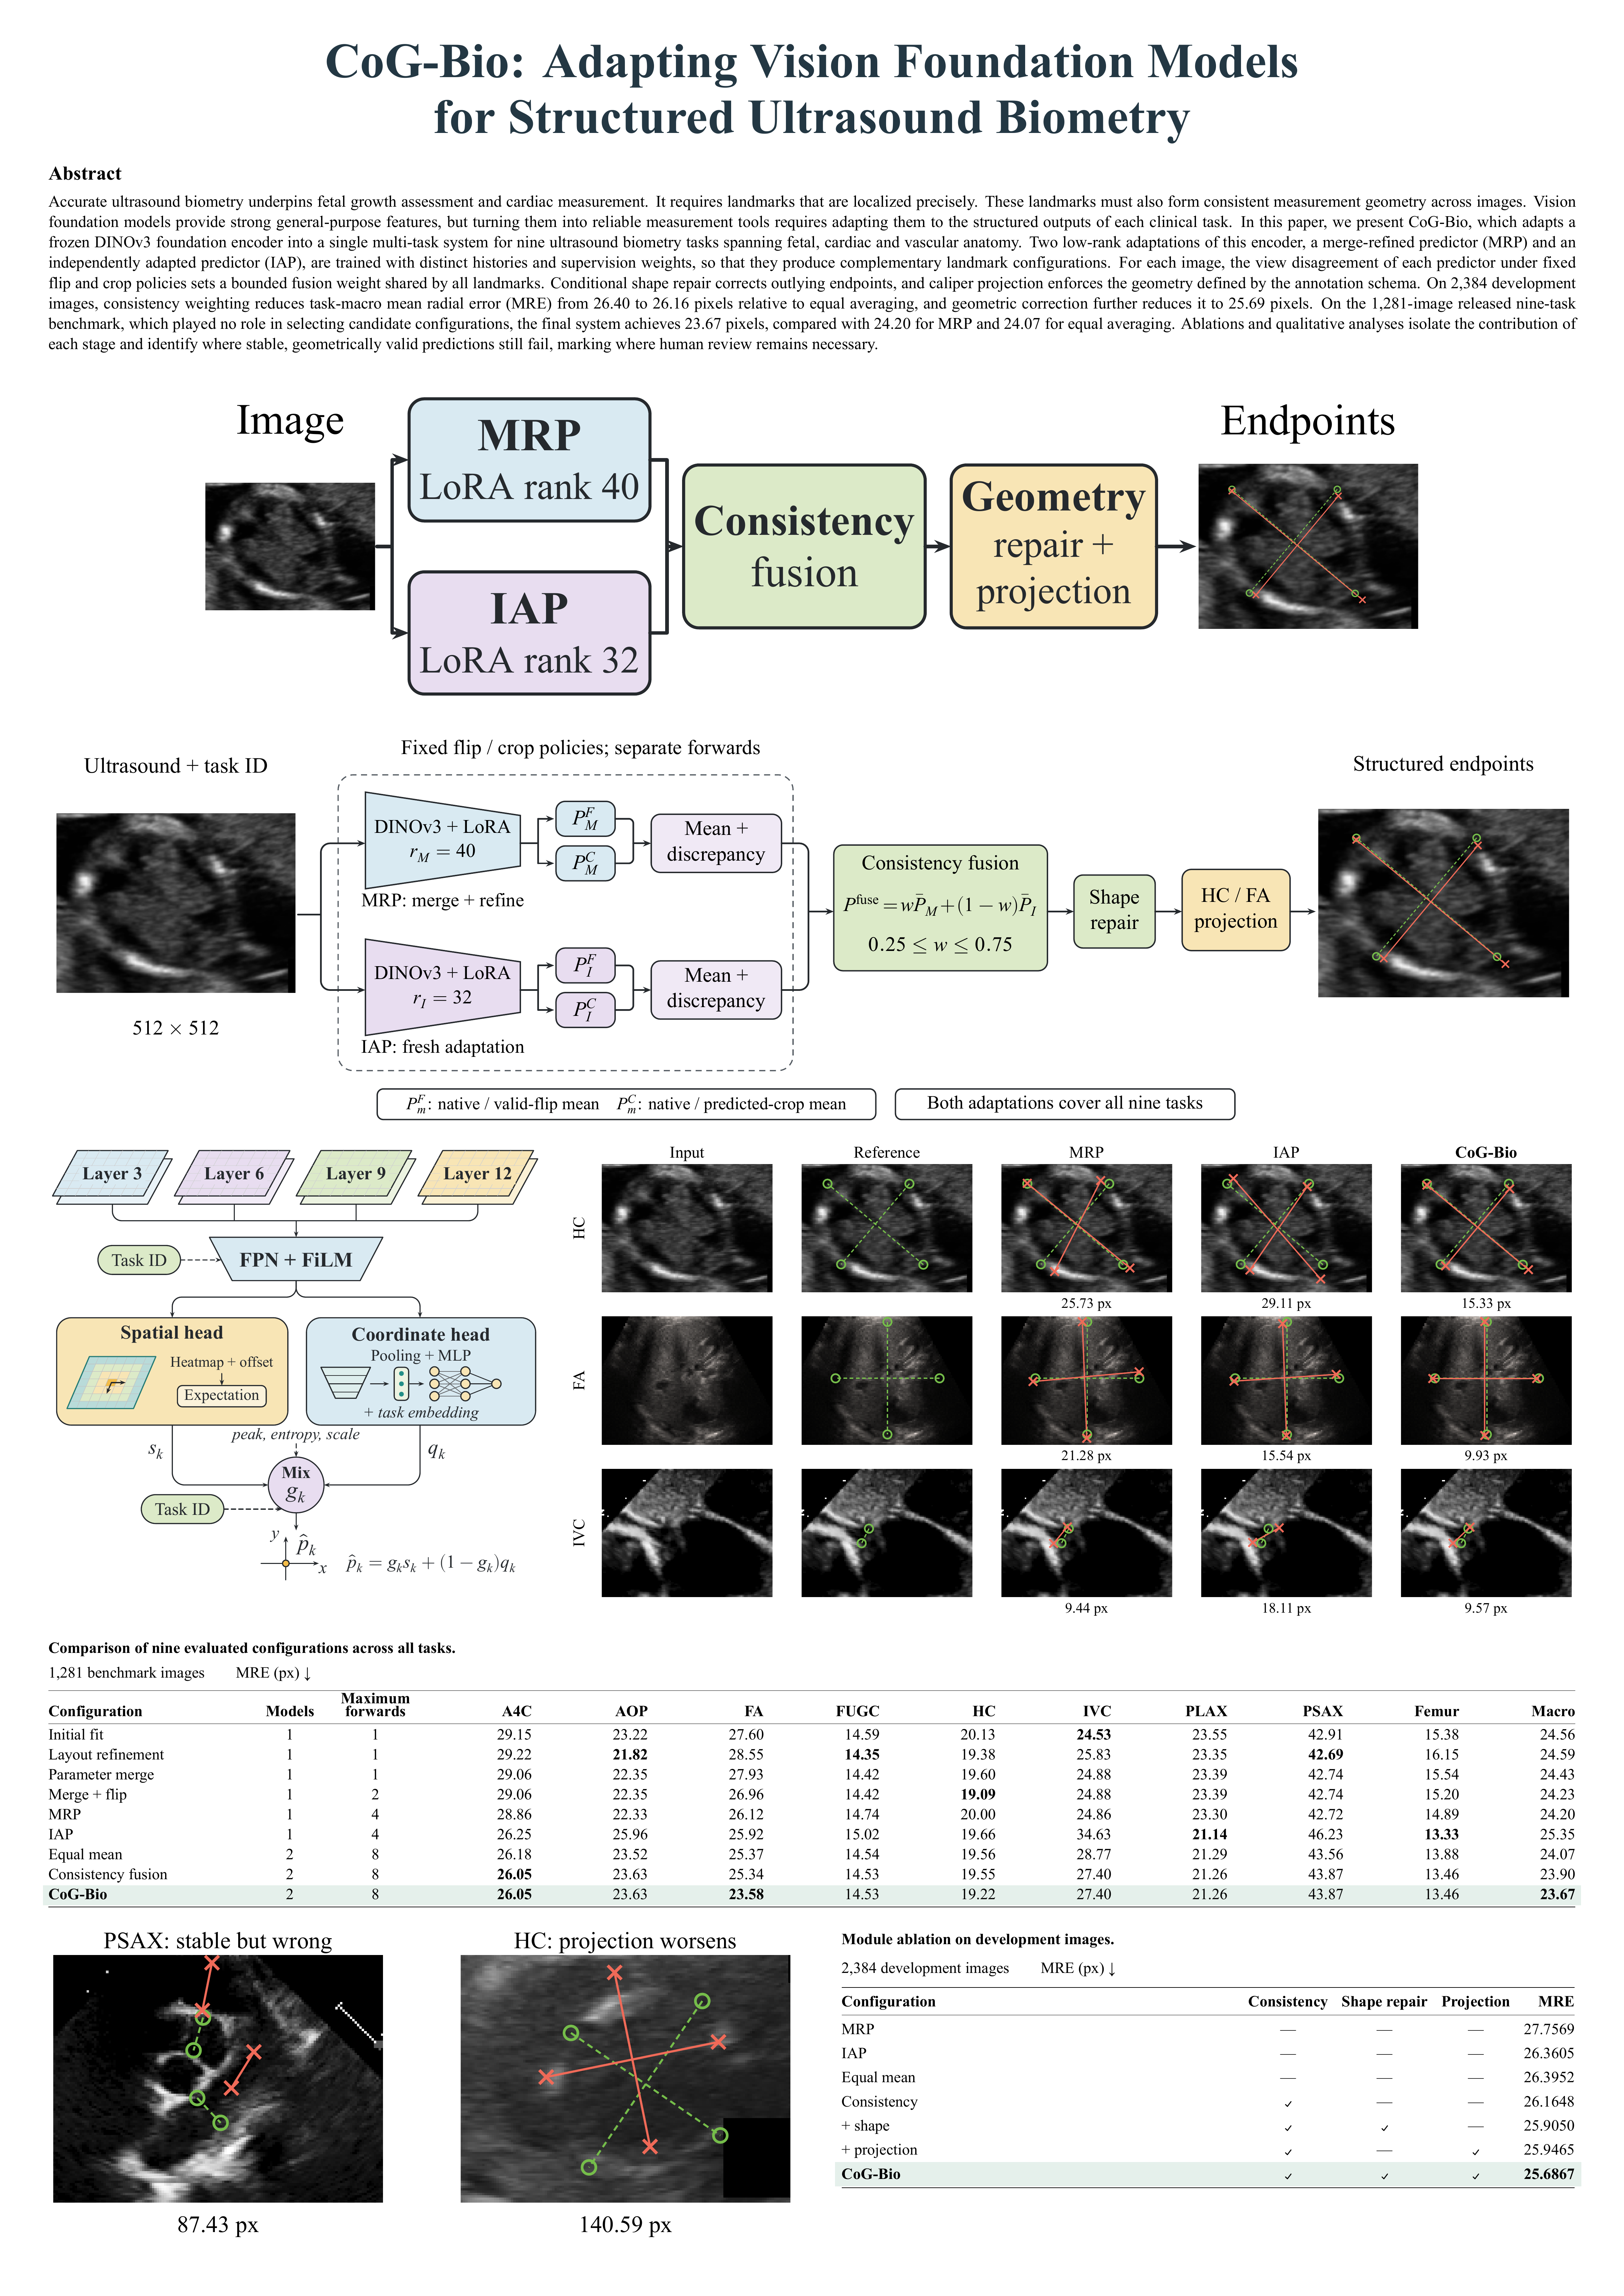 CoG-Bio: Adapting Vision Foundation Models
for Structured Ultrasound Biometry
Abstract
Accurate ultrasound biometry underpins fetal growth assessment and cardiac measurement. It requires landmarks that are localized precisely. These landmarks must also form consistent measurement geometry across images. Vision
foundation models provide strong general-purpose features, but turning them into reliable measurement tools requires adapting them to the structured outputs of each clinical task. In this paper, we present CoG-Bio, which adapts a
frozen DINOv3 foundation encoder into a single multi-task system for nine ultrasound biometry tasks spanning fetal, cardiac and vascular anatomy. Two low-rank adaptations of this encoder, a merge-refined predictor (MRP) and an
independently adapted predictor (IAP), are trained with distinct histories and supervision weights, so that they produce complementary landmark configurations. For each image, the view disagreement of each predictor under fixed
flip and crop policies sets a bounded fusion weight shared by all landmarks. Conditional shape repair corrects outlying endpoints, and caliper projection enforces the geometry defined by the annotation schema. On 2,384 development
images, consistency weighting reduces task-macro mean radial error (MRE) from 26.40 to 26.16 pixels relative to equal averaging, and geometric correction further reduces it to 25.69 pixels. On the 1,281-image released nine-task
benchmark, which played no role in selecting candidate configurations, the final system achieves 23.67 pixels, compared with 24.20 for MRP and 24.07 for equal averaging. Ablations and qualitative analyses isolate the contribution of
each stage and identify where stable, geometrically valid predictions still fail, marking where human review remains necessary.
Image
MRP
LoRA rank 40
IAP
LoRA rank 32
Consistency
fusion
Geometry
repair +
projection
Endpoints
Fixed flip / crop policies; separate forwards
Ultrasound + task ID
512 × 512
DINOv3 + LoRA
r_M = 40
MRP: merge + refine
P_M^F
P_M^C
Mean +
discrepancy
DINOv3 + LoRA
r_I = 32
IAP: fresh adaptation
P_I^F
P_I^C
Mean +
discrepancy
Consistency fusion
P^fuse = wP̄_M + (1 − w)P̄_I
0.25 ≤ w ≤ 0.75
Shape
repair
HC / FA
projection
Structured endpoints
P_m^F: native / valid-flip mean P_m^C: native / predicted-crop mean
Both adaptations cover all nine tasks
Layer 3 Layer 6 Layer 9 Layer 12
Task ID
FPN + FiLM
Spatial head
Heatmap + offset
Expectation
Coordinate head
Pooling + MLP
+ task embedding
peak, entropy, scale
s_k
q_k
Mix
g_k
Task ID
y
p̂_k
x
p̂_k = g_k s_k + (1 − g_k)q_k
Input Reference MRP IAP CoG-Bio
HC
25.73 px 29.11 px 15.33 px
FA
21.28 px 15.54 px 9.93 px
IVC
9.44 px 18.11 px 9.57 px
Comparison of nine evaluated configurations across all tasks.
1,281 benchmark images MRE (px) ↓
Configuration Models Maximum forwards A4C AOP FA FUGC HC IVC PLAX PSAX Femur Macro
Initial fit 1 1 29.15 23.22 27.60 14.59 20.13 24.53 23.55 42.91 15.38 24.56
Layout refinement 1 1 29.22 21.82 28.55 14.35 19.38 25.83 23.35 42.69 16.15 24.59
Parameter merge 1 1 29.06 22.35 27.93 14.42 19.60 24.88 23.39 42.74 15.54 24.43
Merge + flip 1 2 29.06 22.35 26.96 14.42 19.09 24.88 23.39 42.74 15.20 24.23
MRP 1 4 28.86 22.33 26.12 14.74 20.00 24.86 23.30 42.72 14.89 24.20
IAP 1 4 26.25 25.96 25.92 15.02 19.66 34.63 21.14 46.23 13.33 25.35
Equal mean 2 8 26.18 23.52 25.37 14.54 19.56 28.77 21.29 43.56 13.88 24.07
Consistency fusion 2 8 26.05 23.63 25.34 14.53 19.55 27.40 21.26 43.87 13.46 23.90
CoG-Bio 2 8 26.05 23.63 23.58 14.53 19.22 27.40 21.26 43.87 13.46 23.67
PSAX: stable but wrong
87.43 px
HC: projection worsens
140.59 px
Module ablation on development images.
2,384 development images MRE (px) ↓
Configuration Consistency Shape repair Projection MRE
MRP — — — 27.7569
IAP — — — 26.3605
Equal mean — — — 26.3952
Consistency ✓ — — 26.1648
+ shape ✓ ✓ — 25.9050
+ projection ✓ — ✓ 25.9465
CoG-Bio ✓ ✓ ✓ 25.6867